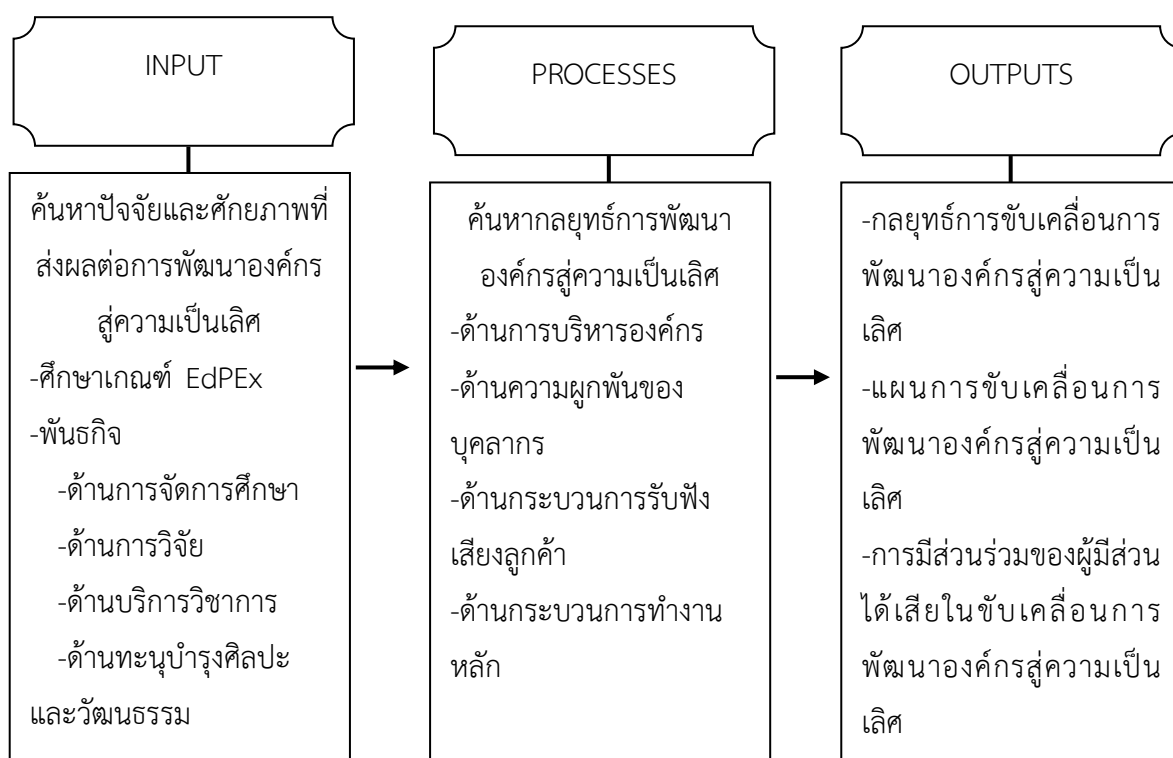 INPUT
ค้นหาปัจจัยและศักยภาพที่
ส่งผลต่อการพัฒนาองค์กร
สู่ความเป็นเลิศ
-ศึกษาเกณฑ์ EdPEx
-พันธกิจ
-ด้านการจัดการศึกษา
-ด้านการวิจัย
-ด้านบริการวิชาการ
-ด้านทะนุบำรุงศิลปะ
และวัฒนธรรม
PROCESSES
ค้นหากลยุทธ์การพัฒนา
องค์กรสู่ความเป็นเลิศ
-ด้านการบริหารองค์กร
-ด้านความผูกพันของ
บุคลากร
-ด้านกระบวนการรับฟัง
เสียงลูกค้า
-ด้านกระบวนการทำงาน
หลัก
OUTPUTS
-กลยุทธ์การขับเคลื่อนการ
พัฒนาองค์กรสู่ความเป็น
เลิศ
-แผนการขับเคลื่อนการ
พัฒนาองค์กรสู่ความเป็น
เลิศ
-การมีส่วนร่วมของผู้มีส่วน
ได้เสียในขับเคลื่อนการ
พัฒนาองค์กรสู่ความเป็น
เลิศ